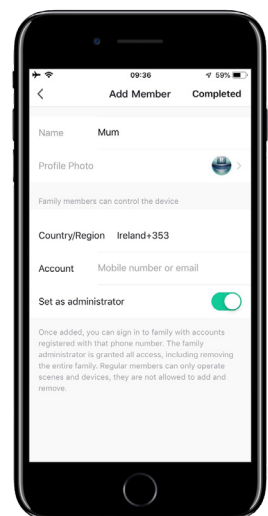 09:36
59%
Add Member
Completed
Name Mum
Profile Photo
Family members can control the device
Country/Region Ireland+353
Account Mobile number or email
Set as administrator
Once added, you can sign in to family with accounts
registered with that phone number. The family
administrator is granted all access, including removing
the entire family. Regular members can only operate
scenes and devices, they are not allowed to add and
remove.